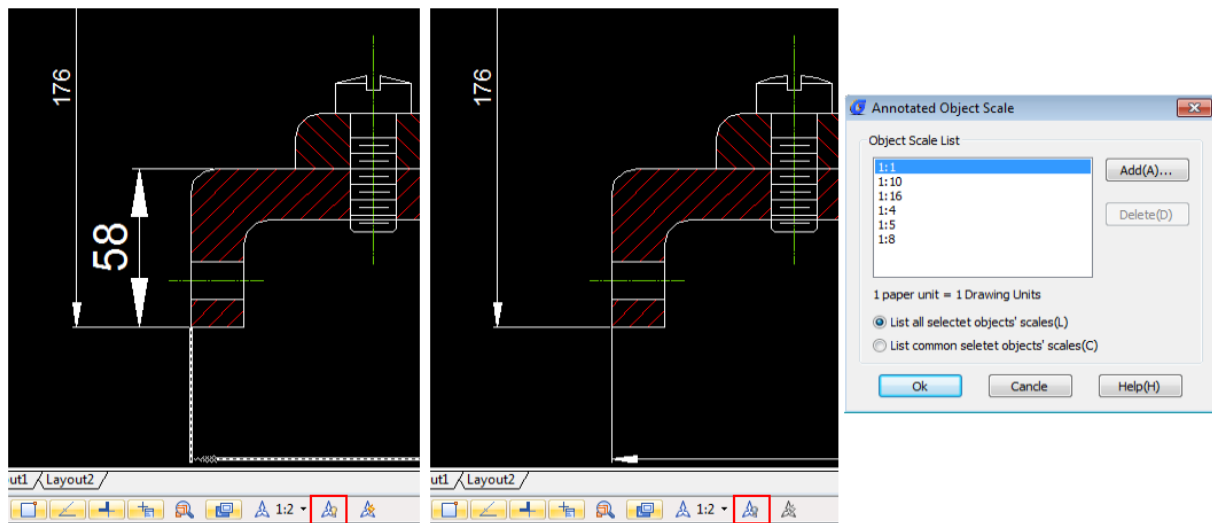 176
58
out1 Layout2
1:2
176
ut1 Layout2
1:2
Annotated Object Scale
Object Scale List
1:1
1:10
1:16
1:4
1:5
1:8
Add(A)...
Delete(D)
1 paper unit = 1 Drawing Units
List all selectet objects' scales(L)
List common seletet objects' scales(C)
Ok
Cancle
Help(H)